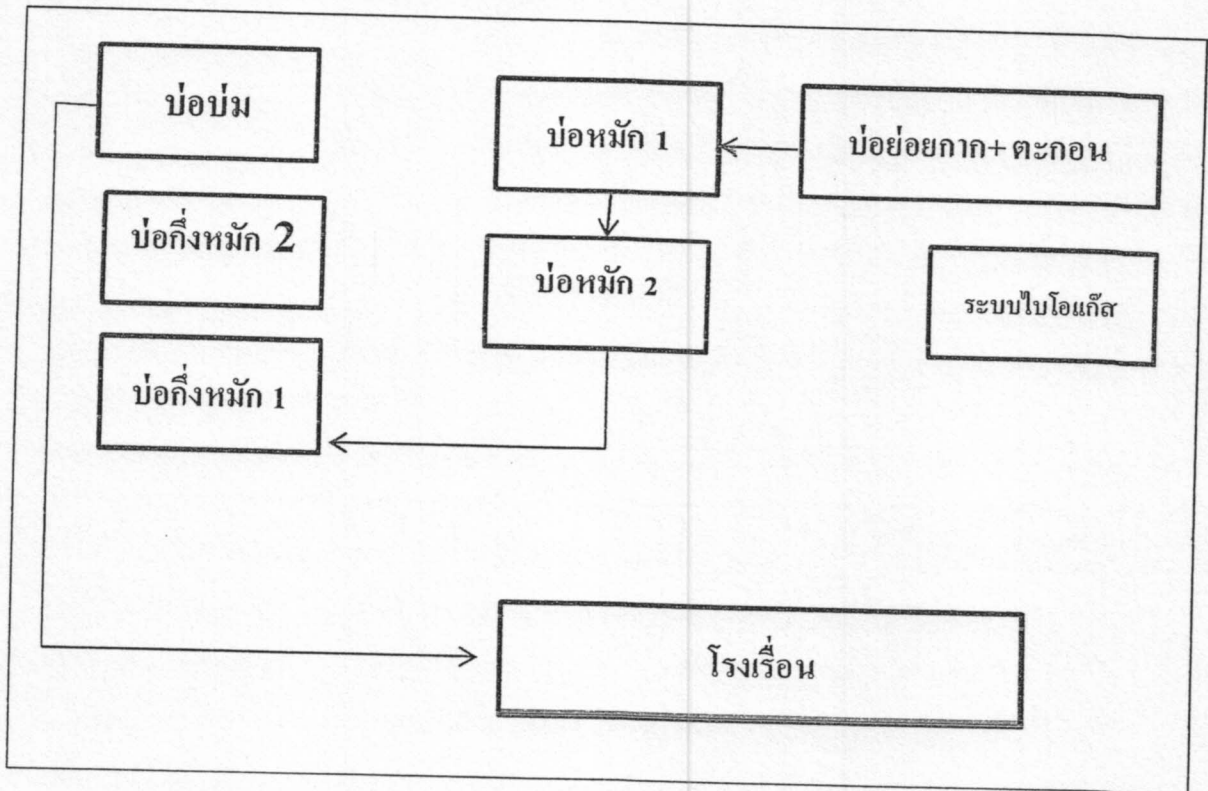 บ่อบ่ม
บ่อหมัก 1
บ่อย่อยกาก+ตะกอน
บ่อกึ่งหมัก 2
บ่อหมัก 2
ระบบไบโอแก๊ส
บ่อกึ่งหมัก 1
โรงเรื่อน